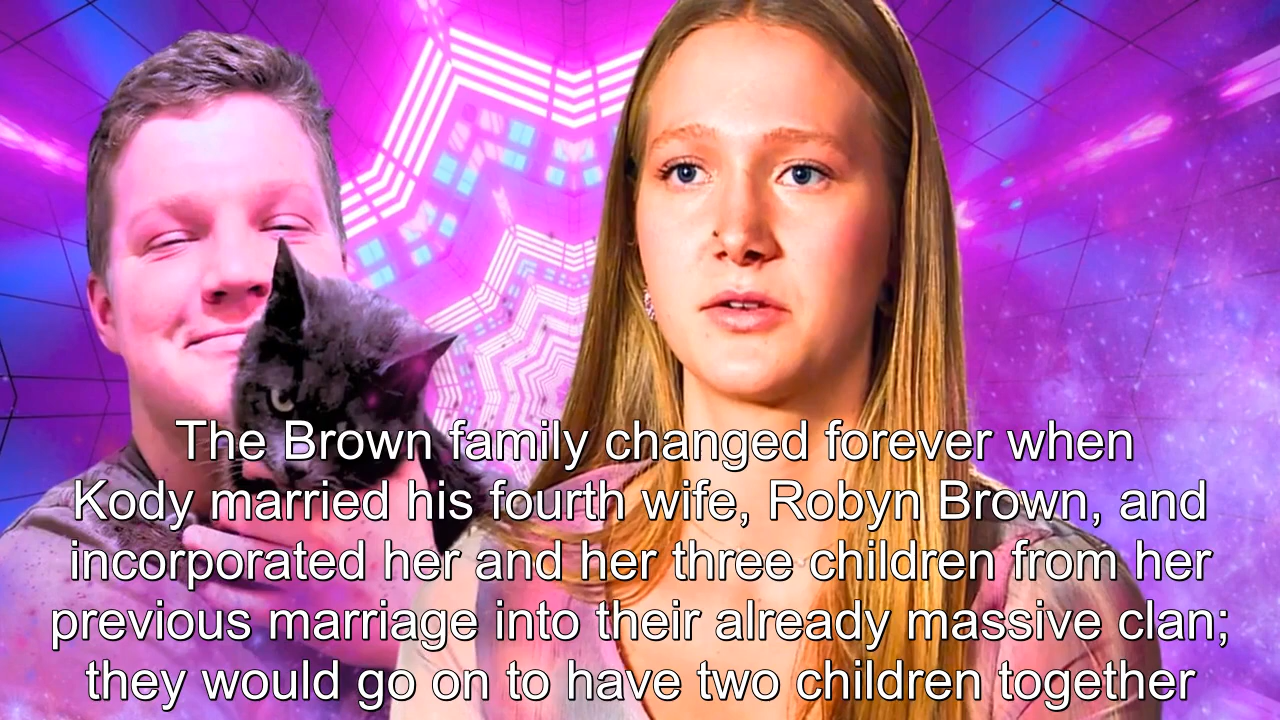 The Brown family changed forever when
Kody married his fourth wife, Robyn Brown, and
incorporated her and her three children from her
previous marriage into their already massive clan;
they would go on to have two children together